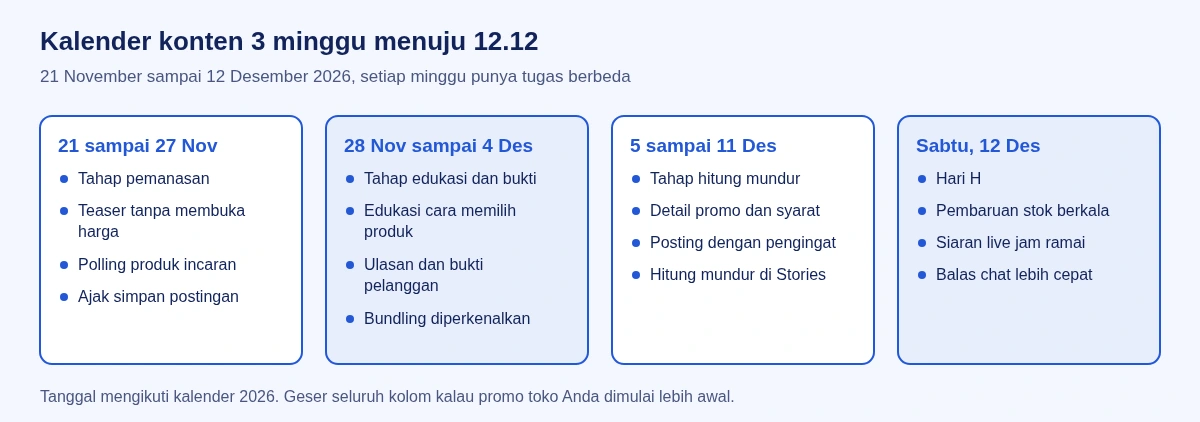 Kalender konten 3 minggu menuju 12.12
21 November sampai 12 Desember 2026, setiap minggu punya tugas berbeda
21 sampai 27 Nov
Tahap pemanasan
Teaser tanpa membuka
harga
Polling produk incaran
Ajak simpan postingan
28 Nov sampai 4 Des
Tahap edukasi dan bukti
Edukasi cara memilih
produk
Ulasan dan bukti
pelanggan
Bundling diperkenalkan
5 sampai 11 Des
Tahap hitung mundur
Detail promo dan syarat
Posting dengan pengingat
Hitung mundur di Stories
Sabtu, 12 Des
Hari H
Pembaruan stok berkala
Siaran live jam ramai
Balas chat lebih cepat
Tanggal mengikuti kalender 2026. Geser seluruh kolom kalau promo toko Anda dimulai lebih awal.